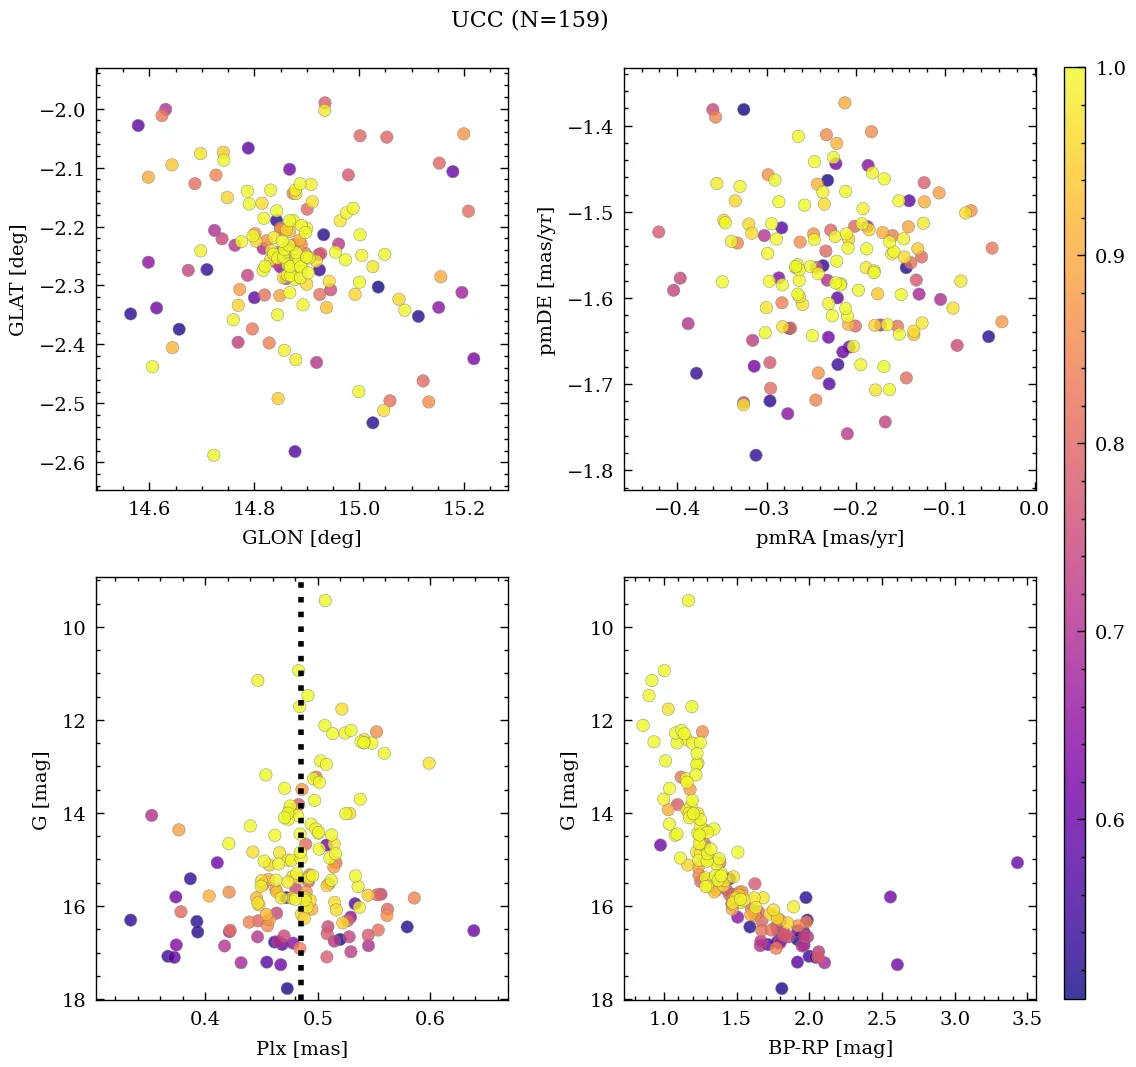 UCC (N=159)
−2.0
−2.1
−2.2
−2.3
−2.4
−2.5
−2.6
GLAT [deg]
14.6 14.8 15.0 15.2
GLON [deg]
−1.4
−1.5
−1.6
−1.7
−1.8
pmDE [mas/yr]
−0.4 −0.3 −0.2 −0.1 0.0
pmRA [mas/yr]
10
12
14
16
18
G [mag]
0.4 0.5 0.6
Plx [mas]
10
12
14
16
18
G [mag]
1.0 1.5 2.0 2.5 3.0 3.5
BP-RP [mag]
1.0
0.9
0.8
0.7
0.6